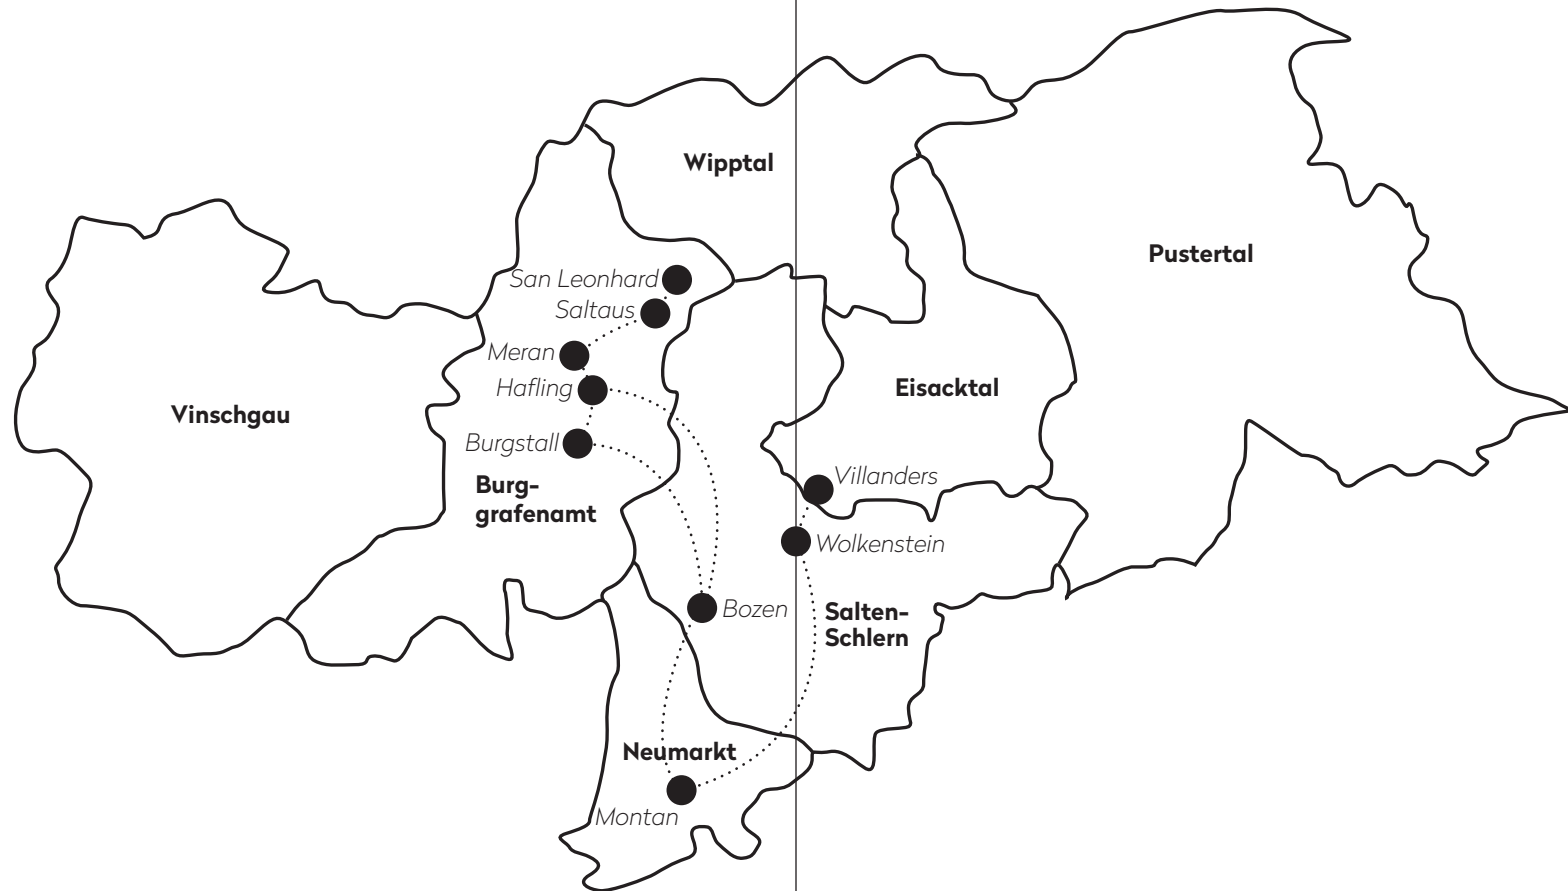 Wipptal
Pustertal
San Leonhard
Saltaus
Meran
Hafling
Eisacktal
Vinschgau
Burgstall
Villanders
Burg-
grafenamt
Wolkenstein
Bozen
Salten-
Schlern
Neumarkt
Montan